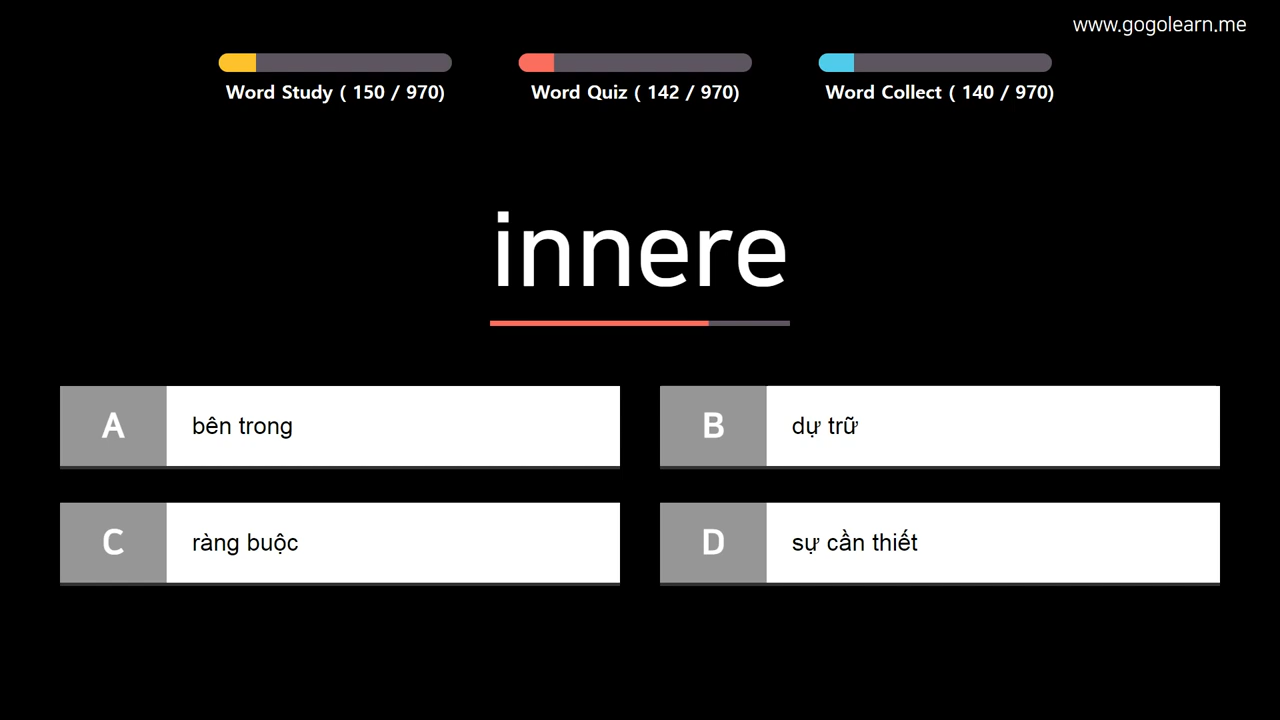 www.gogolearn.me
Word Study ( 150 / 970)
Word Quiz ( 142 / 970)
Word Collect ( 140 / 970)
innere
A bên trong
B dự trữ
C ràng buộc
D sự cần thiết